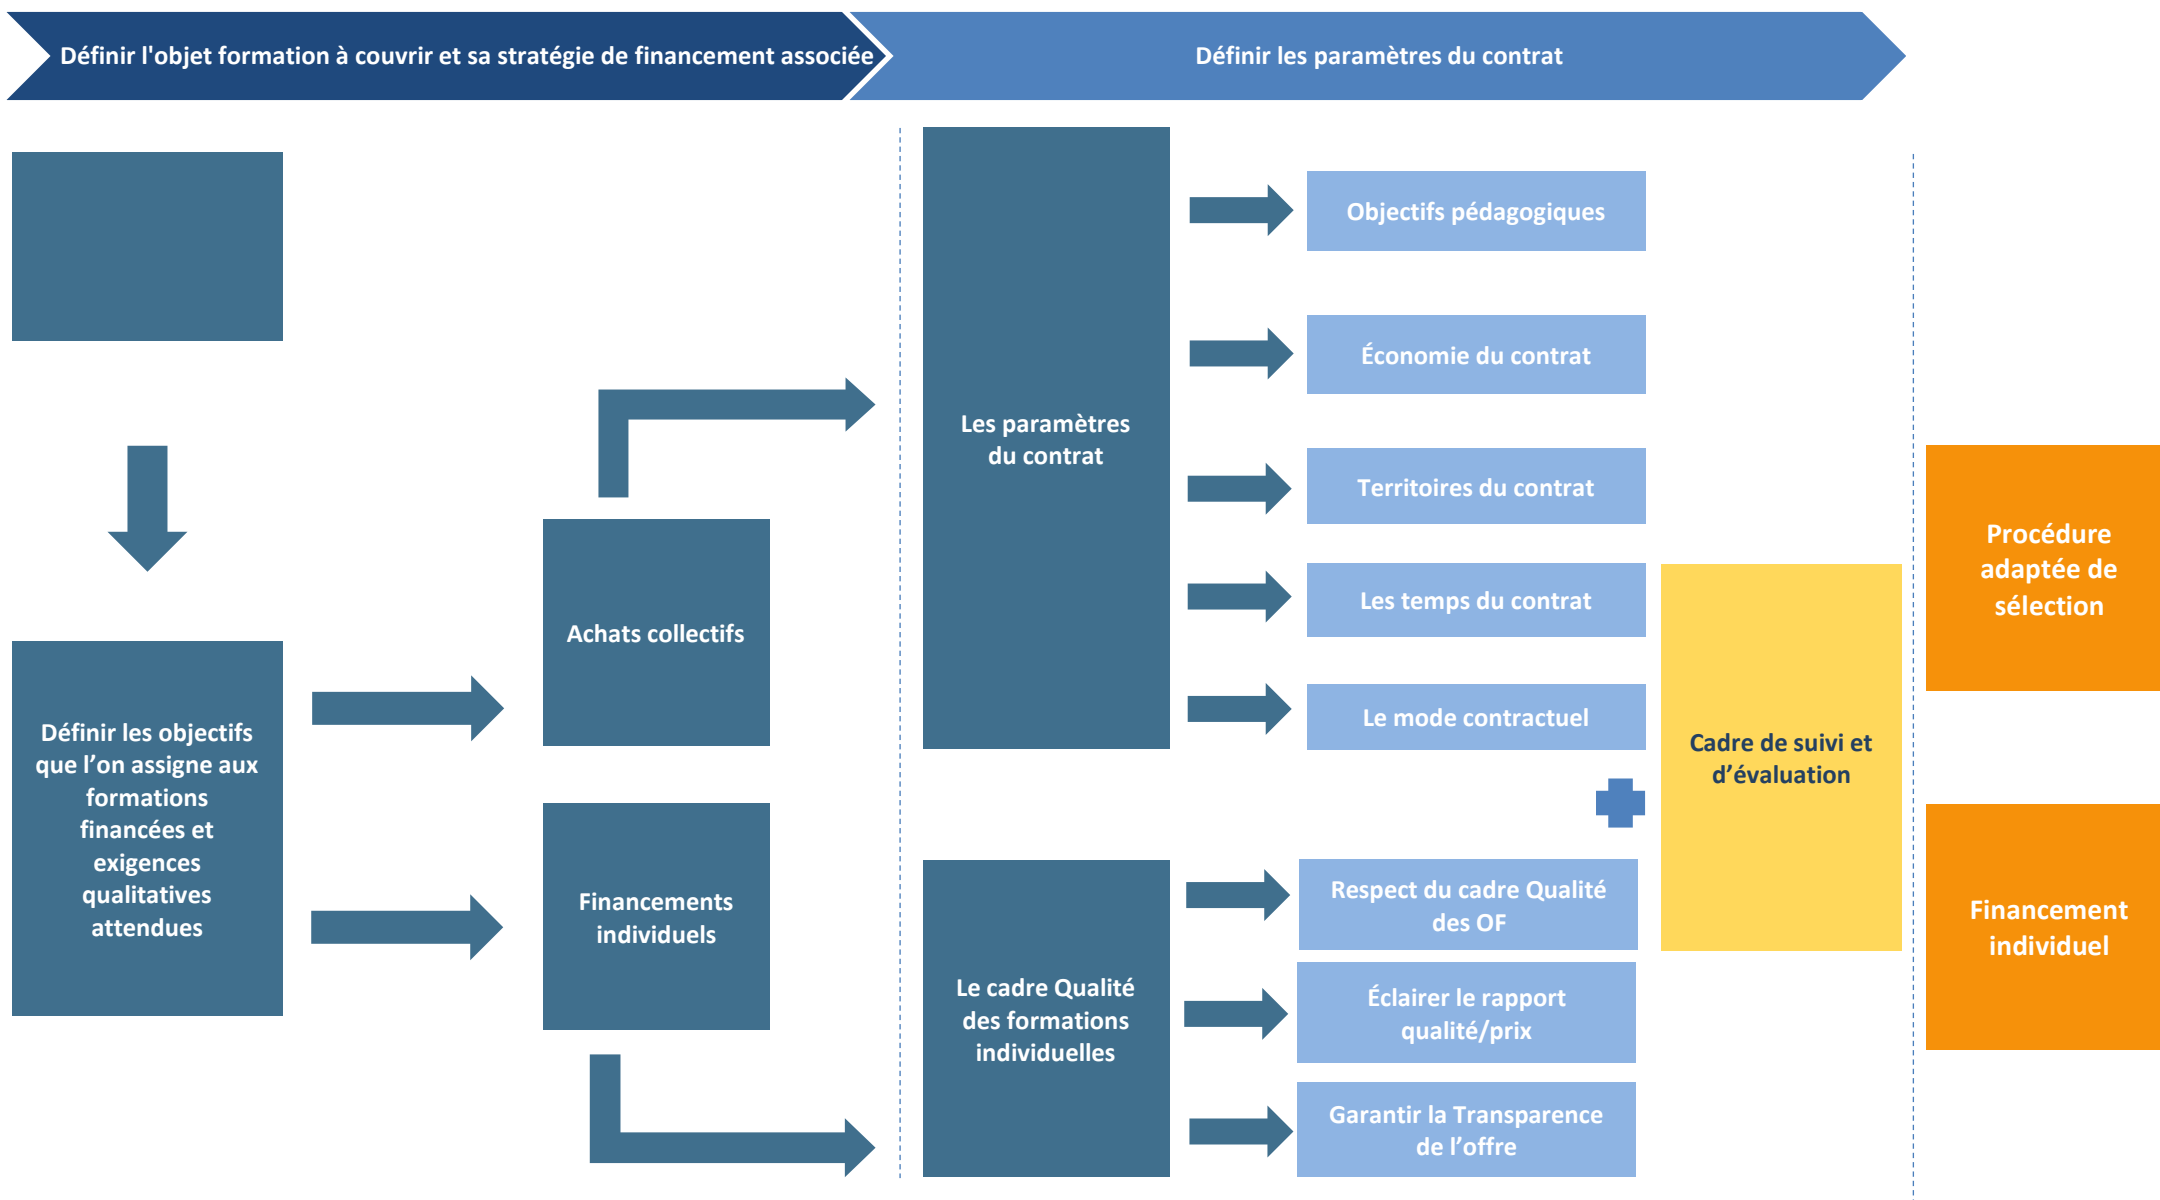 Définir l'objet formation à couvrir et sa stratégie de financement associée
Définir les paramètres du contrat
Définir les objectifs
que l’on assigne aux
formations
financées et
exigences
qualitatives
attendues
Achats collectifs
Financements
individuels
Les paramètres
du contrat
Objectifs pédagogiques
Économie du contrat
Territoires du contrat
Les temps du contrat
Le mode contractuel
Le cadre Qualité
des formations
individuelles
Respect du cadre Qualité
des OF
Éclairer le rapport
qualité/prix
Garantir la Transparence
de l’offre
Cadre de suivi et
d’évaluation
Procédure
adaptée de
sélection
Financement
individuel